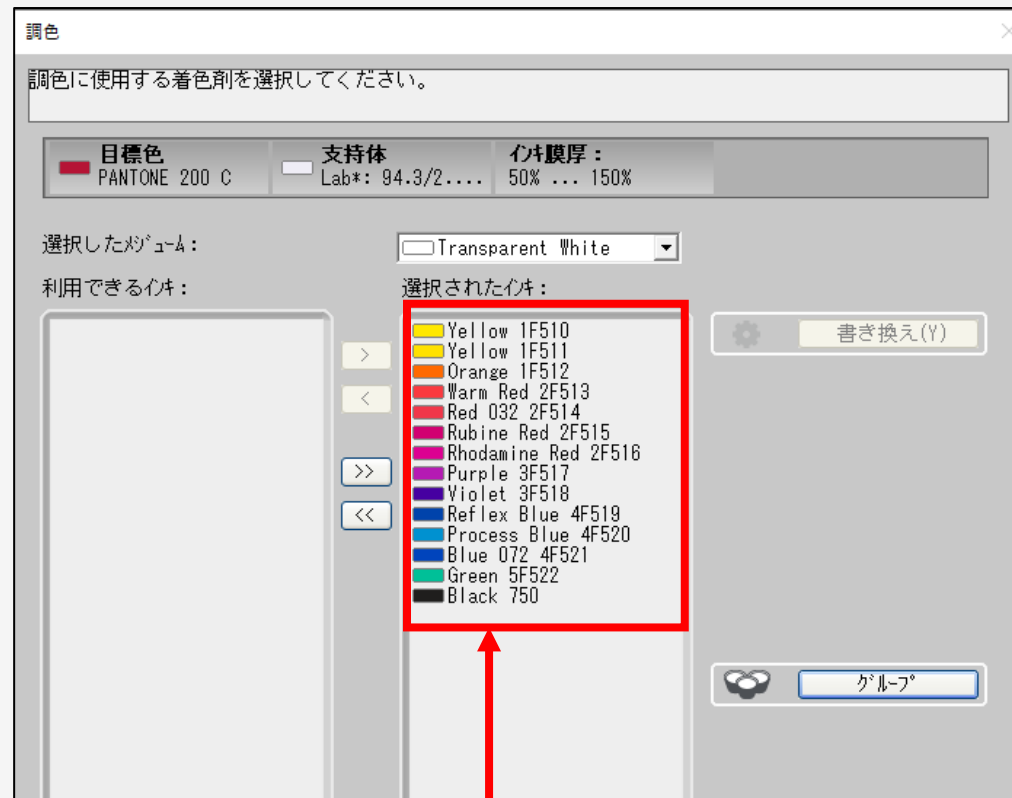 調色
調色に使用する着色剤を選択してください。
目標色
PANTONE 200 C
支持体
Lab*: 94.3/2....
ｲﾝｷ膜厚：
50% ... 150%
選択したﾒｼﾞｭｰﾑ：
Transparent White
利用できるｲﾝｷ：
選択されたｲﾝｷ：
Yellow 1F510
Yellow 1F511
Orange 1F512
Warm Red 2F513
Red 032 2F514
Rubine Red 2F515
Rhodamine Red 2F516
Purple 3F517
Violet 3F518
Reflex Blue 4F519
Process Blue 4F520
Blue 072 4F521
Green 5F522
Black 750
>
<
>>
<<
書き換え(Y)
ｸﾞﾙｰﾌﾟ